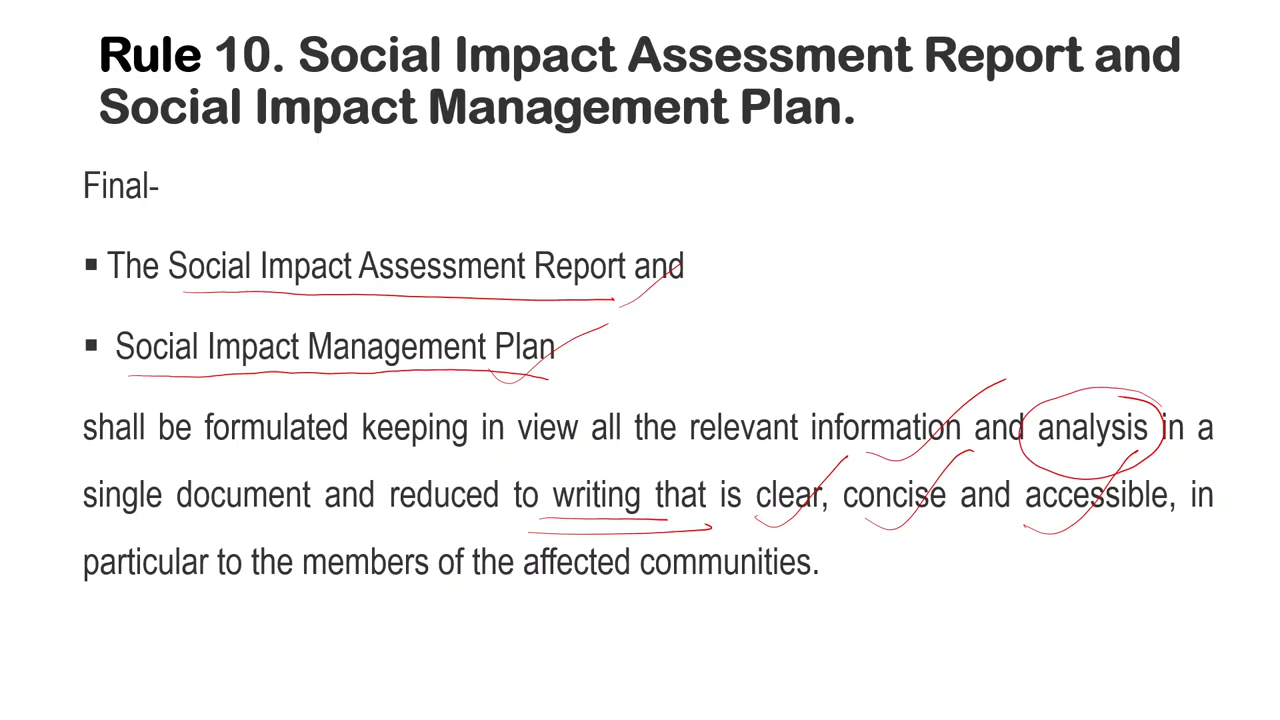 Rule 10. Social Impact Assessment Report and
Social Impact Management Plan.
Final-
▪ The Social Impact Assessment Report and
▪ Social Impact Management Plan
shall be formulated keeping in view all the relevant information and analysis in a
single document and reduced to writing that is clear, concise and accessible, in
particular to the members of the affected communities.